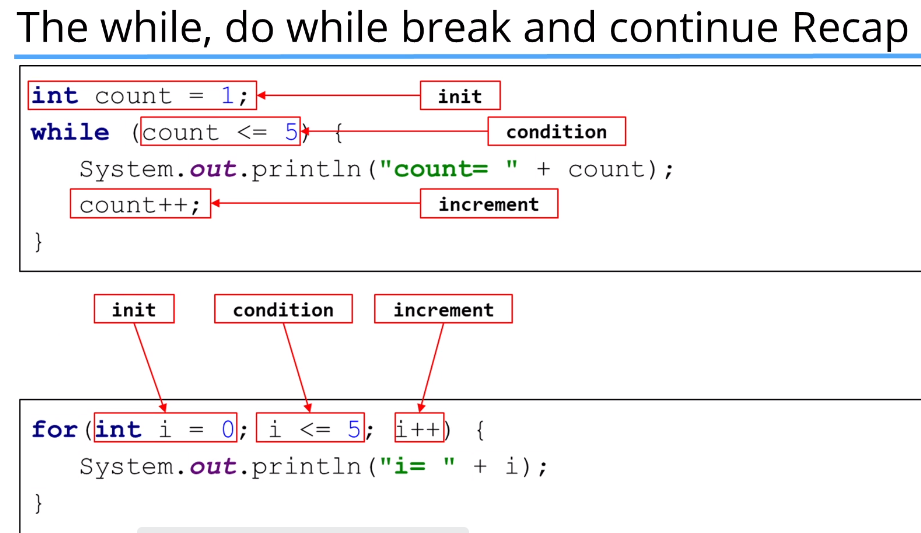 The while, do while break and continue Recap
int count = 1; init
while (count <= 5) { condition
System.out.println("count= " + count);
count++; increment
}
init condition increment
for(int i = 0; i <= 5; i++) {
System.out.println("i= " + i);
}